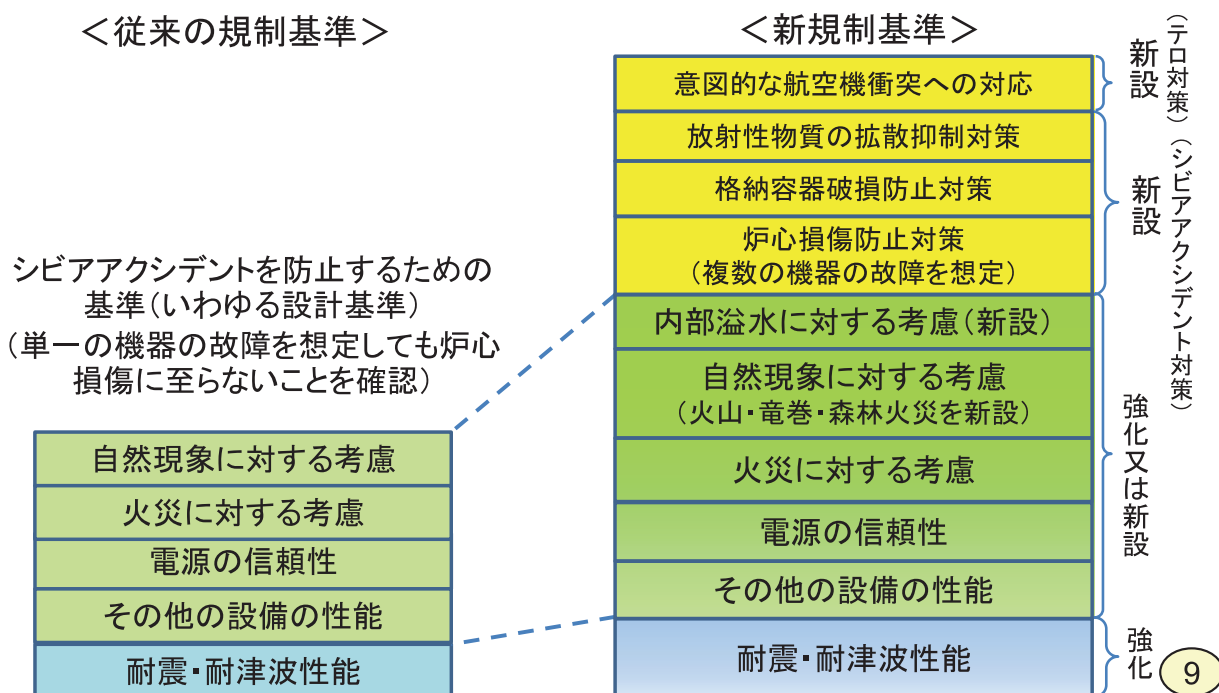 ＜従来の規制基準＞
シビアアクシデントを防止するための
基準（いわゆる設計基準）
（単一の機器の故障を想定しても炉心
損傷に至らないことを確認）
自然現象に対する考慮
火災に対する考慮
電源の信頼性
その他の設備の性能
耐震・耐津波性能
＜新規制基準＞
意図的な航空機衝突への対応
放射性物質の拡散抑制対策
格納容器破損防止対策
炉心損傷防止対策
（複数の機器の故障を想定）
内部溢水に対する考慮（新設）
自然現象に対する考慮
（火山・竜巻・森林火災を新設）
火災に対する考慮
電源の信頼性
その他の設備の性能
耐震・耐津波性能
（テロ対策）
新設
（シビアアクシデント対策）
新設
強化又は新設
強化
9